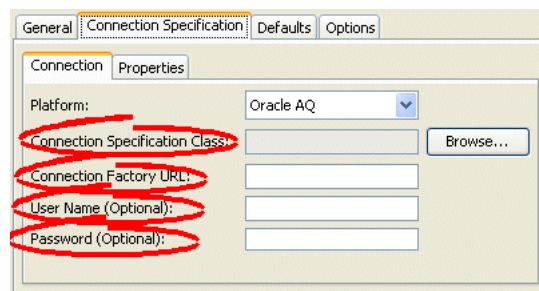 General Connection Specification Defaults Options
Connection Properties
Platform: Oracle AQ
Connection Specification Class: Browse...
Connection Factory URL:
User Name (Optional):
Password (Optional):